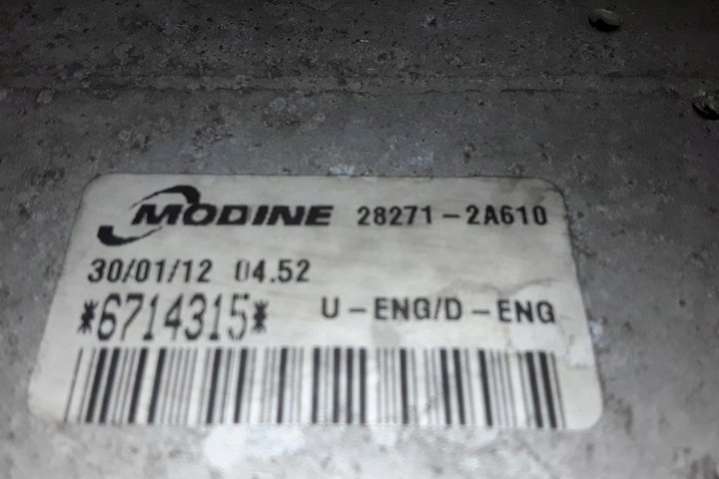 MODINE 28271-2A610
30/01/12 04.52
*6714315* U-ENG/D-ENG